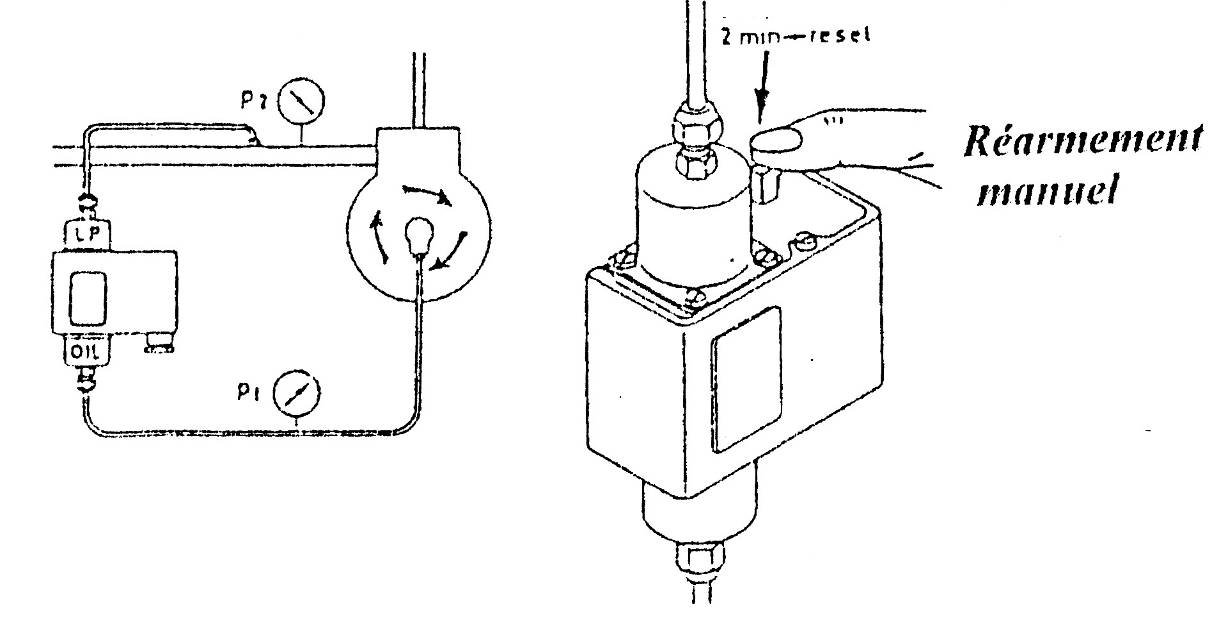 P2
LP
OIL
P1
2 min-reset
Réarmement
manuel